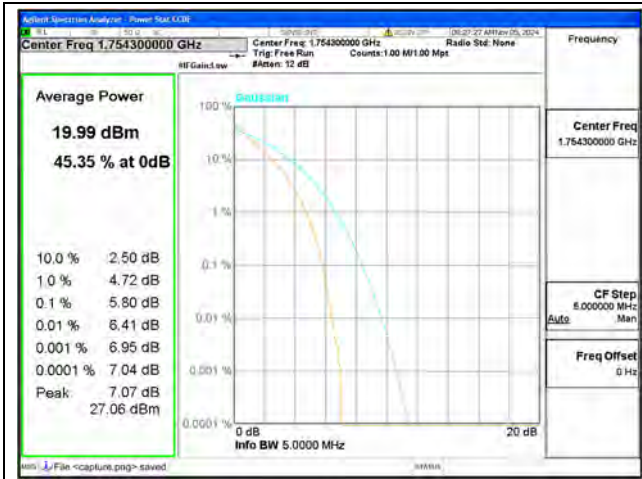 Agilent Spectrum Analyzer - Power Stat CCDF
Center Freq 1.754300000 GHz
Center Freq: 1.754300000 GHz
Trig: Free Run
Counts:1.00 M/1.00 Mpt
#IFGain:Low
#Atten: 12 dB
Radio Std: None
Frequency
Average Power
19.99 dBm
45.35 % at 0dB
10.0 % 2.50 dB
1.0 % 4.72 dB
0.1 % 5.80 dB
0.01 % 6.41 dB
0.001 % 6.95 dB
0.0001 % 7.04 dB
Peak 7.07 dB
27.06 dBm
Gaussian
100 %
10 %
1 %
0.1 %
0.01 %
0.001 %
0.0001 %
0 dB
20 dB
Info BW 5.0000 MHz
Center Freq
1.754300000 GHz
CF Step
5.000000 MHz
Auto Man
Freq Offset
0 Hz
MSG
File <capture.png> saved
STATUS